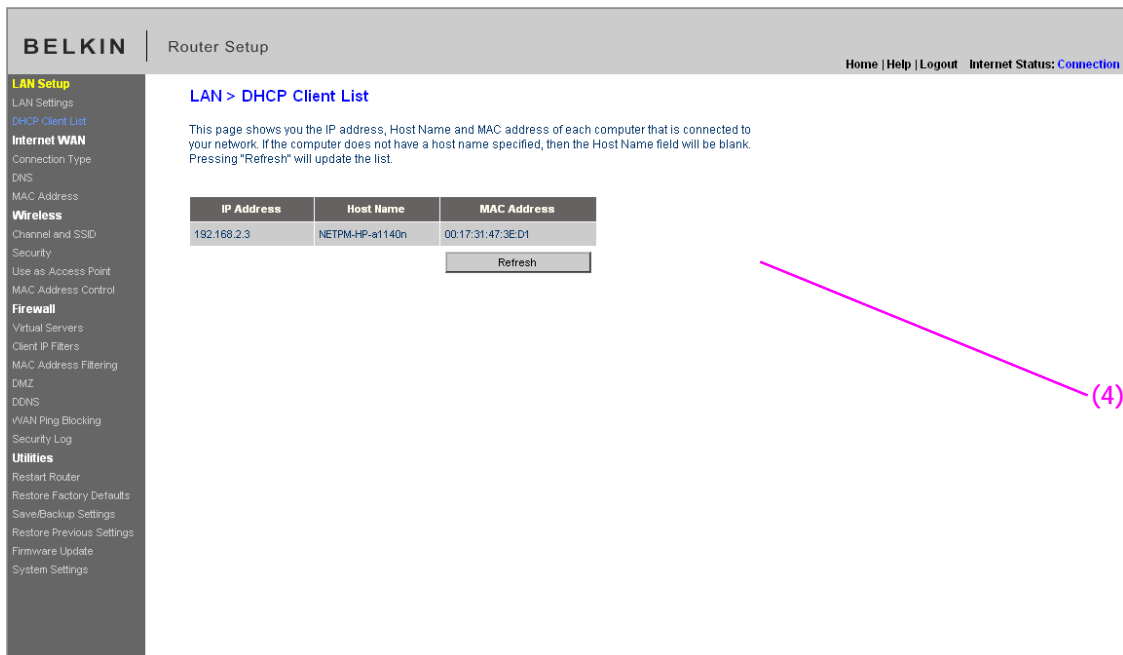 BELKIN
Router Setup
Home | Help | Logout Internet Status: Connection
LAN Setup
LAN Settings
DHCP Client List
Internet WAN
Connection Type
DNS
MAC Address
Wireless
Channel and SSID
Security
Use as Access Point
MAC Address Control
Firewall
Virtual Servers
Client IP Filters
MAC Address Filtering
DMZ
DDNS
WAN Ping Blocking
Security Log
Utilities
Restart Router
Restore Factory Defaults
Save/Backup Settings
Restore Previous Settings
Firmware Update
System Settings
LAN > DHCP Client List
This page shows you the IP address, Host Name and MAC address of each computer that is connected to
your network. If the computer does not have a host name specified, then the Host Name field will be blank.
Pressing "Refresh" will update the list.
IP Address Host Name MAC Address
192.168.2.3 NETPM-HP-a1140n 00:17:31:47:3E:D1
Refresh
(4)